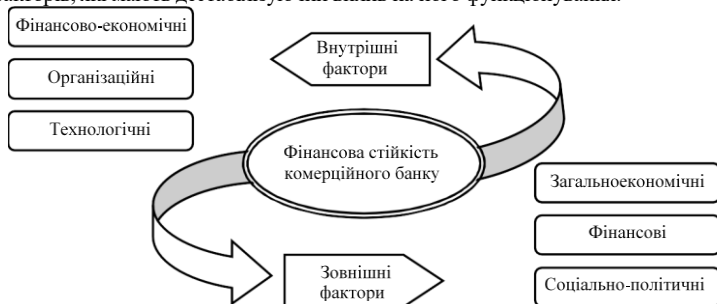 Фінансово-економічні
Організаційні
Технологічні
Внутрішні
фактори
Фінансова стійкість
комерційного банку
Загальноекономічні
Фінансові
Соціально-політичні
Зовнішні
фактори